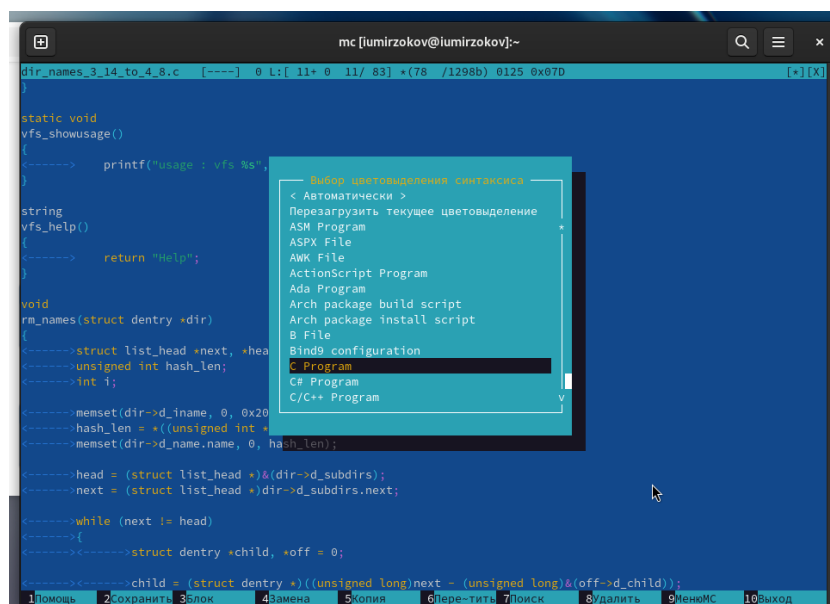 mc [iumirzokov@iumirzokov]:~
dir_names_3_14_to_4_8.c [----] 0 L:[ 11+ 0 11/ 83] *(78 /1298b) 0125 0x07D [*][X]
}
static void
vfs_showusage()
{
<------> printf("usage : vfs %s",
}
string
vfs_help()
{
<------> return "Help";
}
void
rm_names(struct dentry *dir)
{
<------>struct list_head *next, *hea
<------>unsigned int hash_len;
<------>int i;
<------>memset(dir->d_iname, 0, 0x20
<------>hash_len = *((unsigned int *
<------>memset(dir->d_name.name, 0, hash_len);
<------>head = (struct list_head *)&(dir->d_subdirs);
<------>next = (struct list_head *)dir->d_subdirs.next;
<------>while (next != head)
<------>{
<------><------>struct dentry *child, *off = 0;
<------><------>child = (struct dentry *)((unsigned long)next - (unsigned long)&(off->d_child));
Выбор цветовыделения синтаксиса
< Автоматически >
Перезагрузить текущее цветовыделение
ASM Program
ASPX File
AWK File
ActionScript Program
Ada Program
Arch package build script
Arch package install script
B File
Bind9 configuration
C Program
C# Program
C/C++ Program
1Помощь 2Сохранить 3Блок 4Замена 5Копия 6Пере~тить 7Поиск 8Удалить 9МенюMC 10Выход